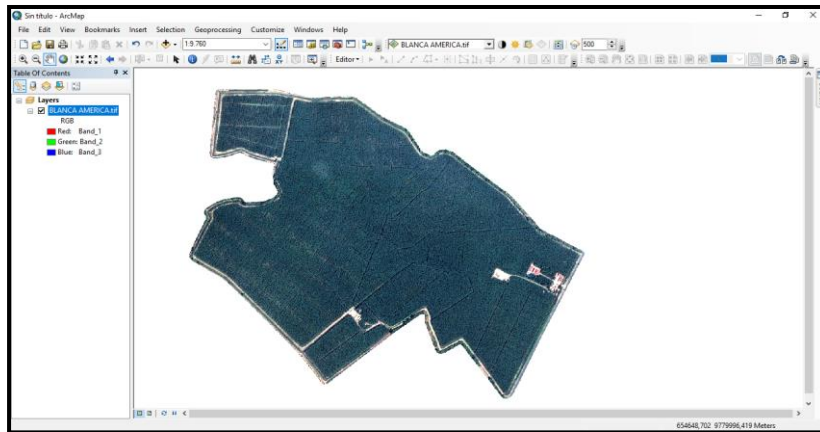 Sin título - ArcMap
File Edit View Bookmarks Insert Selection Geoprocessing Customize Windows Help
1:9.760
BLANCA AMERICA.tif
500
Editor
Table Of Contents
Layers
BLANCA AMERICA.tif
RGB
Red: Band_1
Green: Band_2
Blue: Band_3
654648,702 9779996,419 Meters